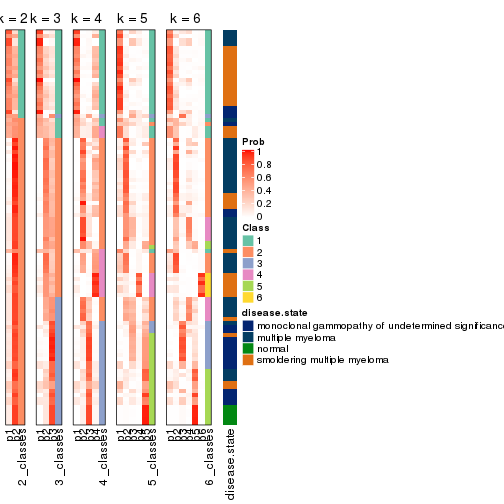 k = 2 k = 3 k = 4 k = 5 k = 6
Prob
1
0.8
0.6
0.4
0.2
0
Class
1
2
3
4
5
6
disease.state
monoclonal gammopathy of undetermined significance
multiple myeloma
normal
smoldering multiple myeloma
p1 p2 2_classes p1 p2 p3 3_classes p1 p2 p3 p4 4_classes p1 p2 p3 p4 p5 5_classes p1 p2 p3 p4 p5 p6 6_classes disease.state